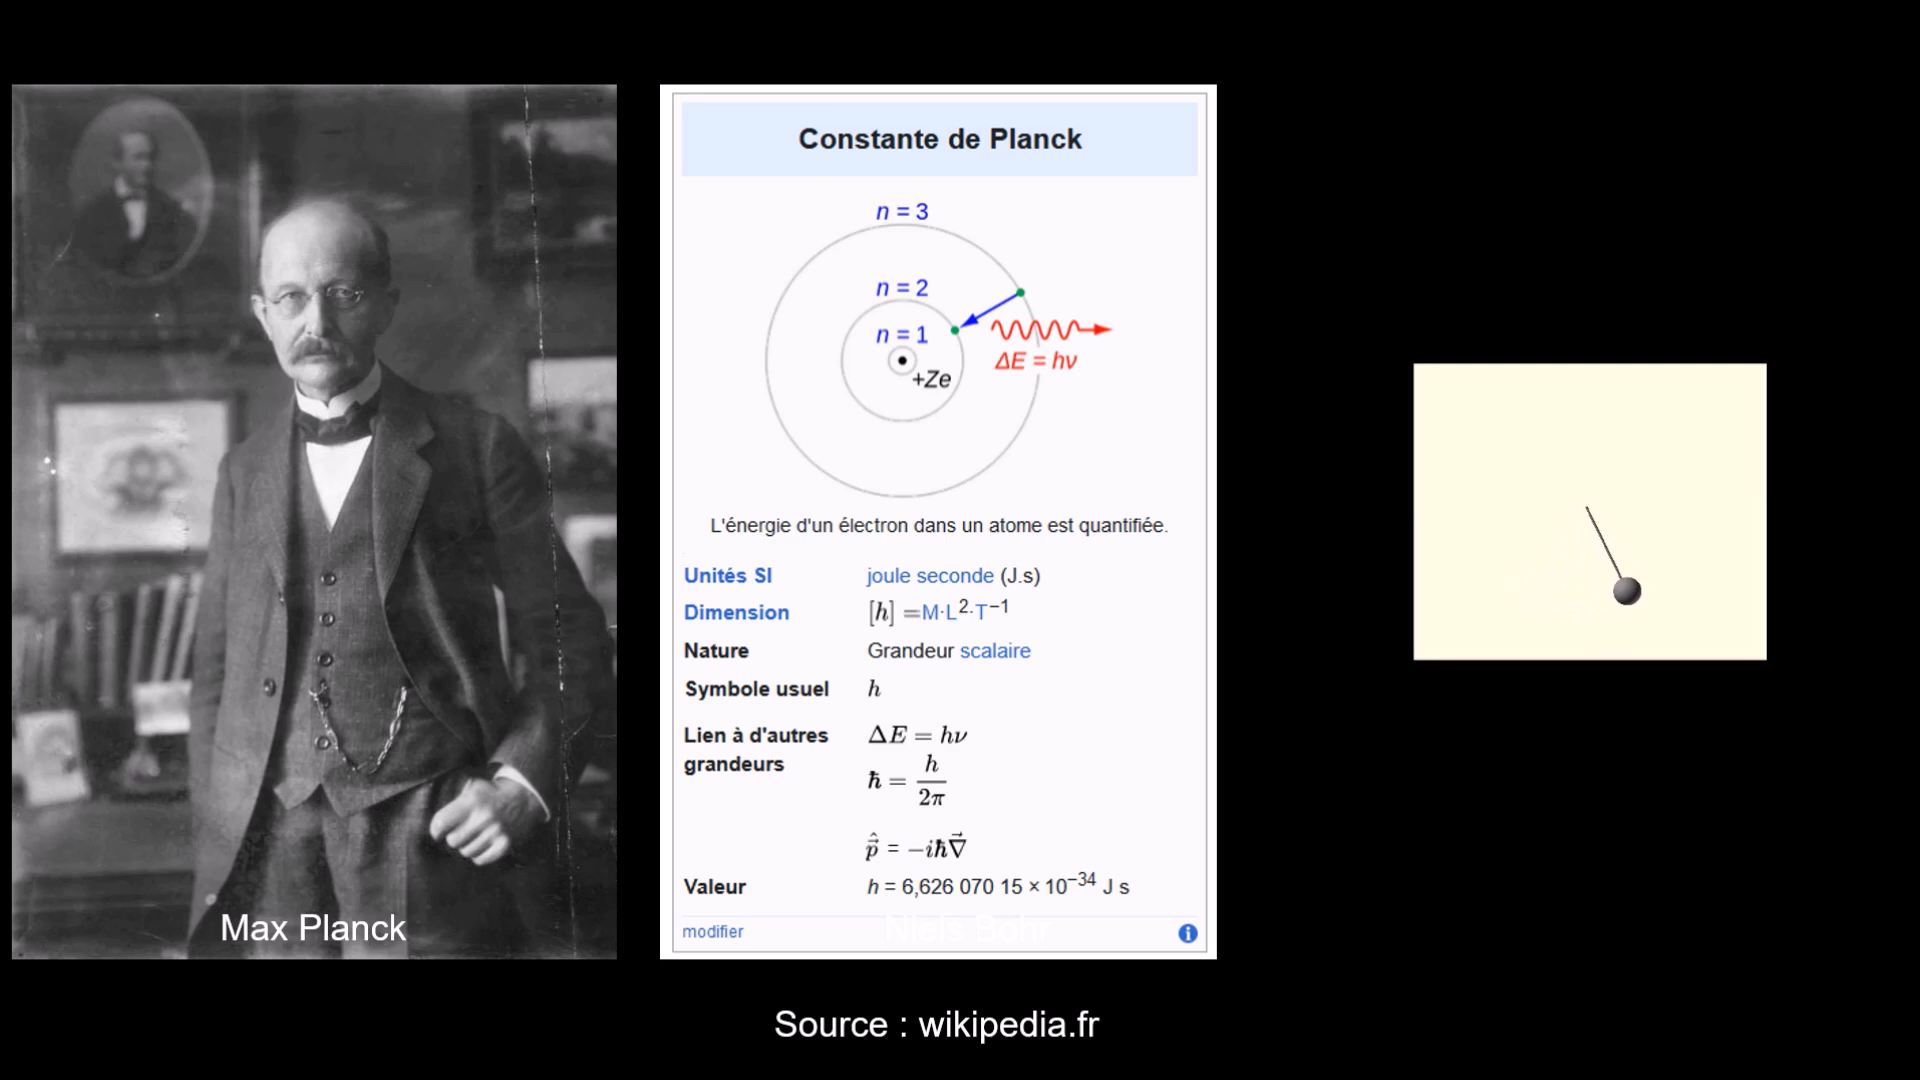 Constante de Planck
n = 3
n = 2
n = 1
+Ze
ΔE = hν
L'énergie d'un électron dans un atome est quantifiée.
Unités SI joule seconde (J.s)
Dimension [h] =M·L²·T⁻¹
Nature Grandeur scalaire
Symbole usuel h
Lien à d'autres grandeurs ΔE = hν
ħ = h/2π
p̂⃗ = −iħ∇⃗
Valeur h = 6,626 070 15 × 10⁻³⁴ J s
modifier
Niels Bohr
Max Planck
Source : wikipedia.fr